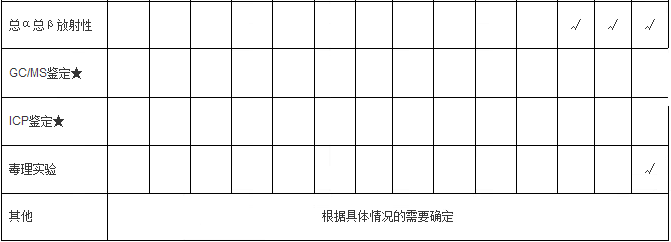 总α总β放射性 √ √ √
GC/MS鉴定★
ICP鉴定★
毒理实验 √
其他 根据具体情况的需要确定